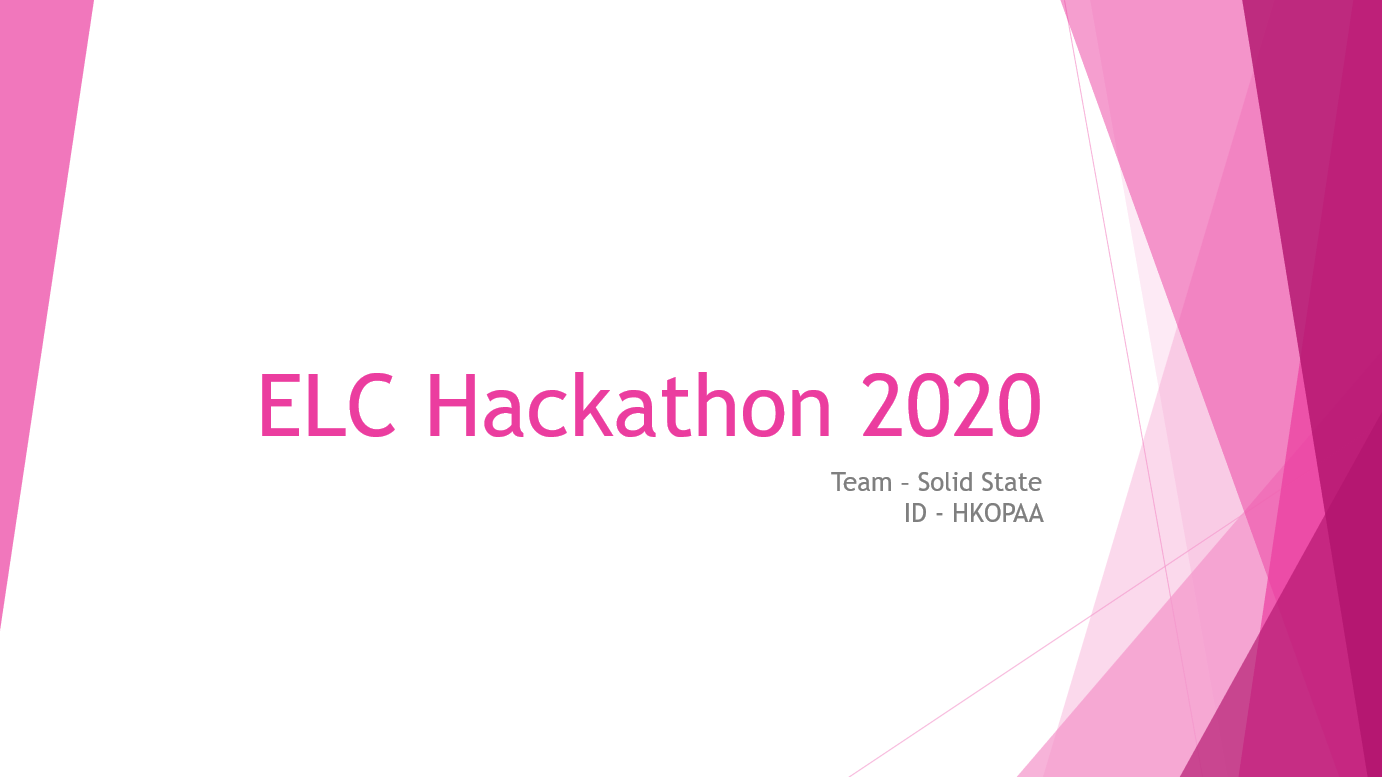 ELC Hackathon 2020
Team – Solid State
ID - HKOPAA